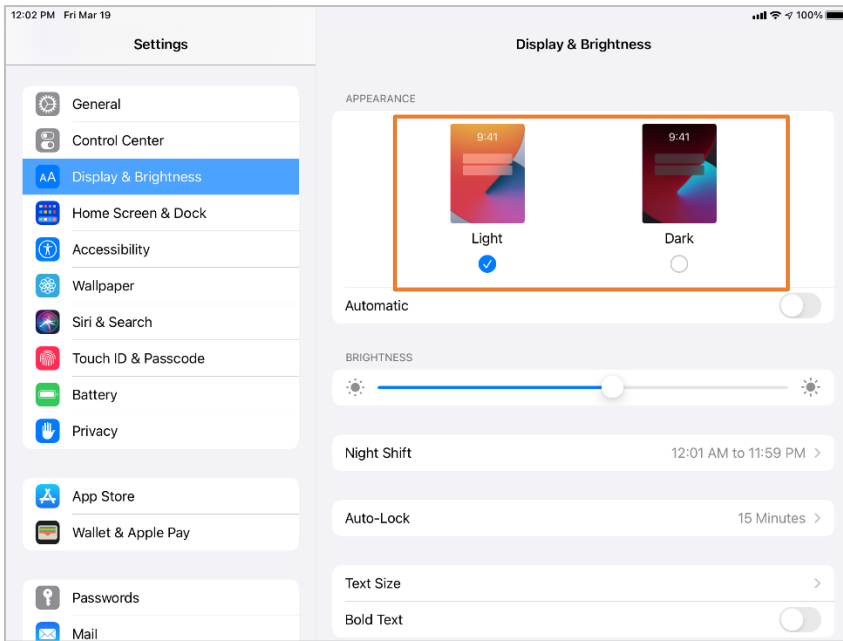 12:02 PM Fri Mar 19
100%
Settings
General
Control Center
AA Display & Brightness
Home Screen & Dock
Accessibility
Wallpaper
Siri & Search
Touch ID & Passcode
Battery
Privacy
App Store
Wallet & Apple Pay
Passwords
Mail
Display & Brightness
APPEARANCE
9:41 9:41
Light Dark
Automatic
BRIGHTNESS
Night Shift 12:01 AM to 11:59 PM
Auto-Lock 15 Minutes
Text Size
Bold Text